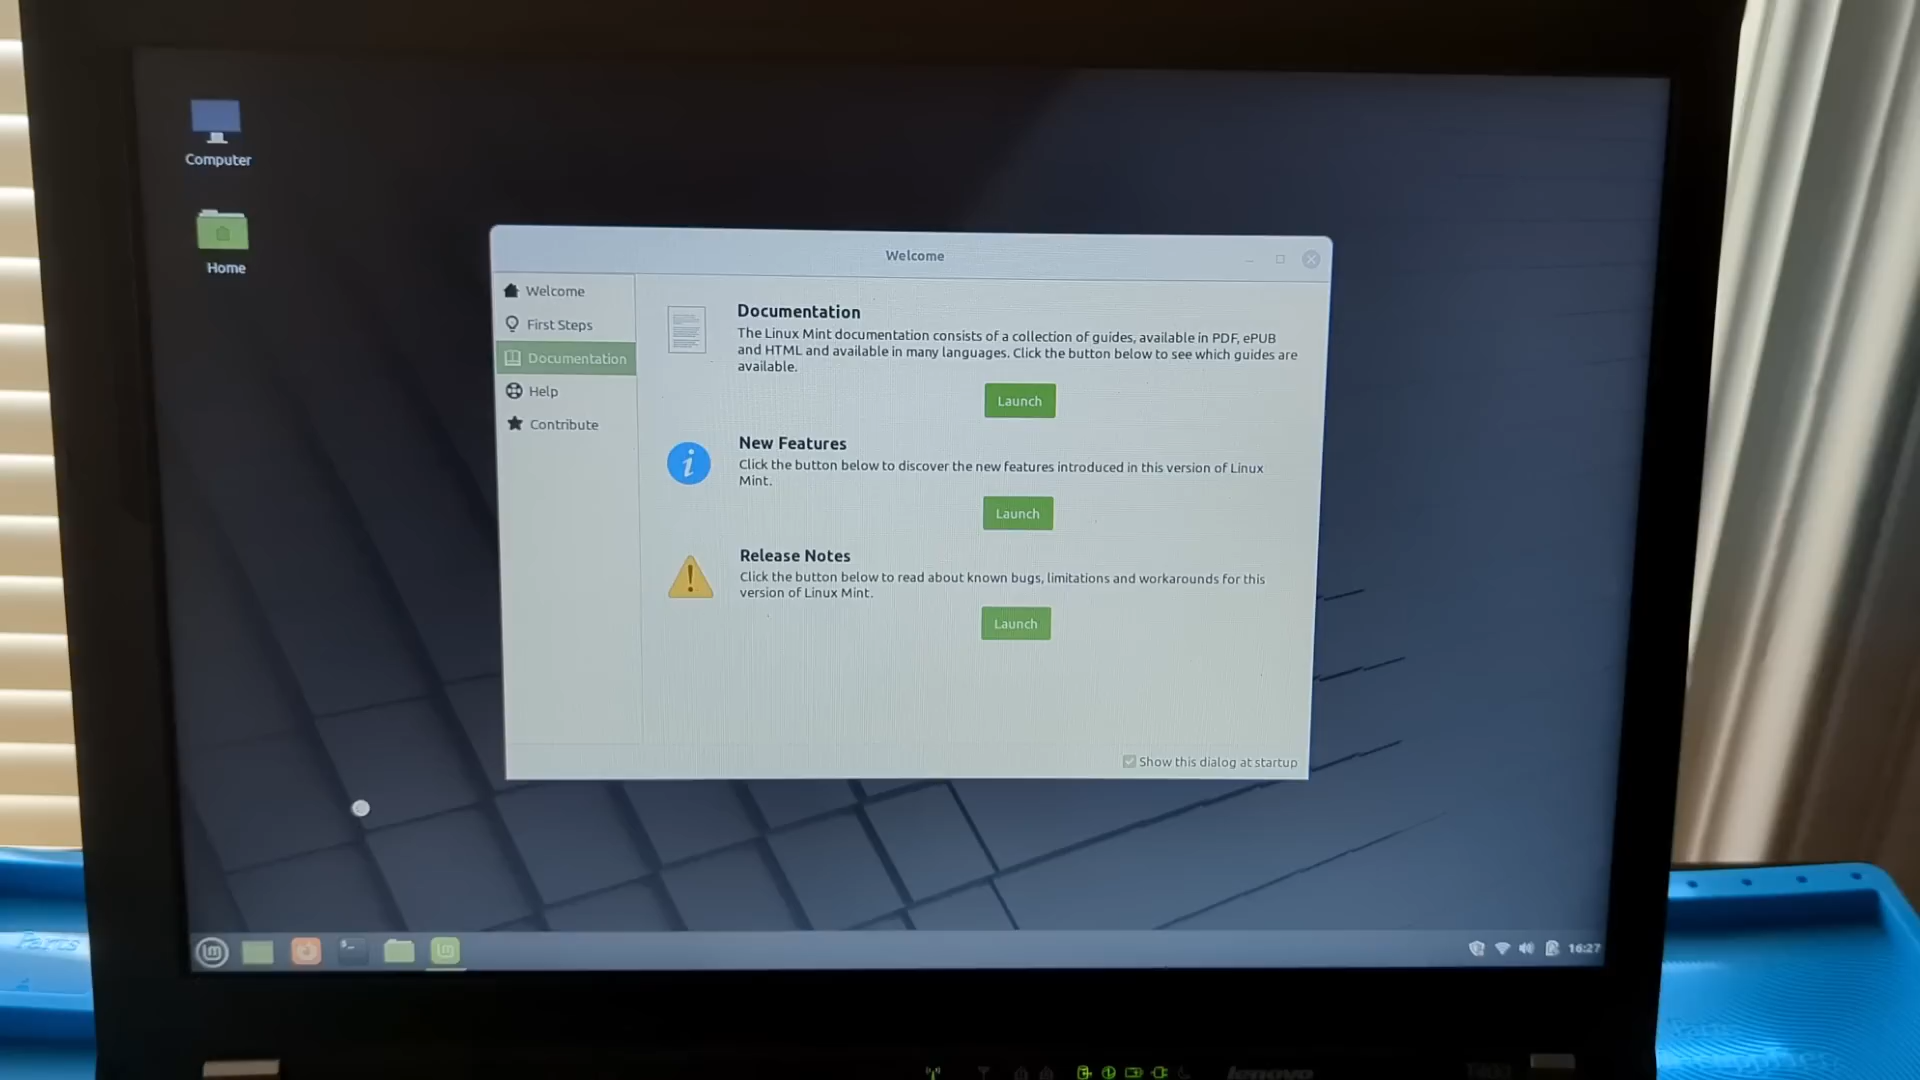 Computer
Home
Welcome
Welcome
First Steps
Documentation
Help
Contribute
Documentation
The Linux Mint documentation consists of a collection of guides, available in PDF, ePUB
and HTML and available in many languages. Click the button below to see which guides are
available.
Launch
New Features
Click the button below to discover the new features introduced in this version of Linux
Mint.
Launch
Release Notes
Click the button below to read about known bugs, limitations and workarounds for this
version of Linux Mint.
Launch
Show this dialog at startup
16:27
lenovo
Parts